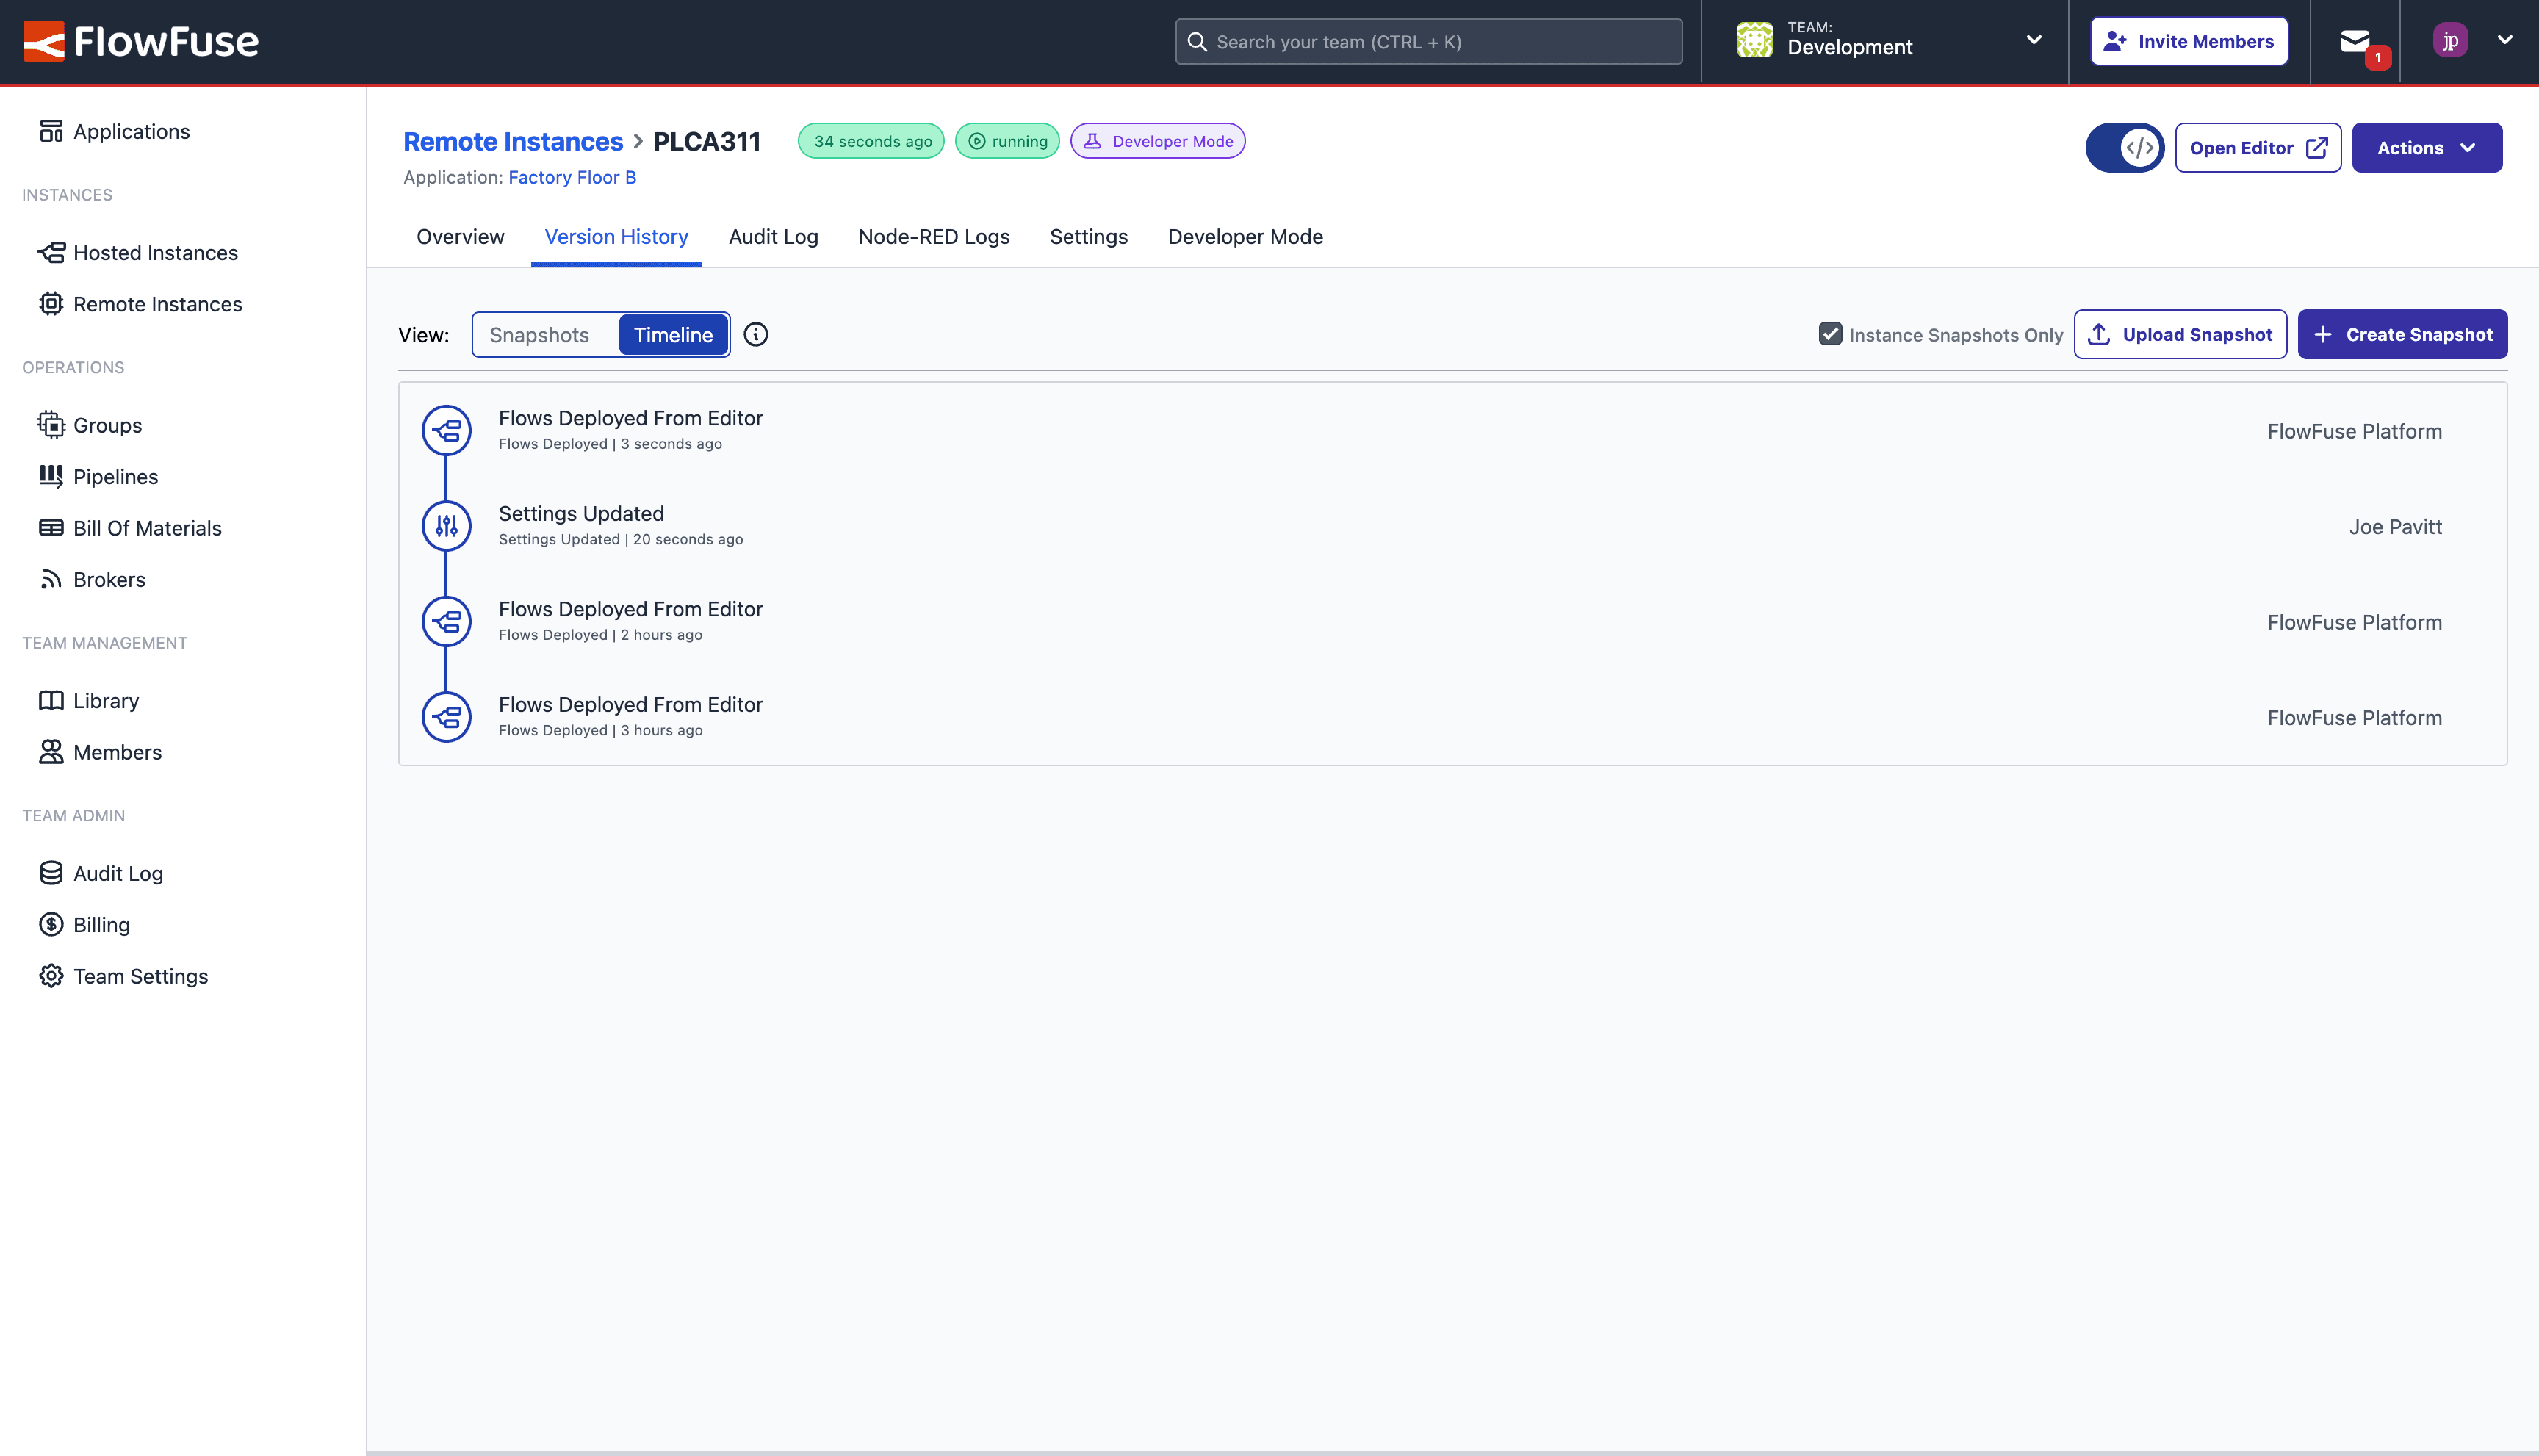 FlowFuse
Search your team (CTRL + K)
TEAM:
Development
Invite Members
1
jp
Applications
INSTANCES
Hosted Instances
Remote Instances
OPERATIONS
Groups
Pipelines
Bill Of Materials
Brokers
TEAM MANAGEMENT
Library
Members
TEAM ADMIN
Audit Log
Billing
Team Settings
Remote Instances > PLCA311
34 seconds ago
running
Developer Mode
Application: Factory Floor B
Open Editor
Actions
Overview
Version History
Audit Log
Node-RED Logs
Settings
Developer Mode
View:
Snapshots
Timeline
Instance Snapshots Only
Upload Snapshot
Create Snapshot
Flows Deployed From Editor
Flows Deployed | 3 seconds ago
FlowFuse Platform
Settings Updated
Settings Updated | 20 seconds ago
Joe Pavitt
Flows Deployed From Editor
Flows Deployed | 2 hours ago
FlowFuse Platform
Flows Deployed From Editor
Flows Deployed | 3 hours ago
FlowFuse Platform